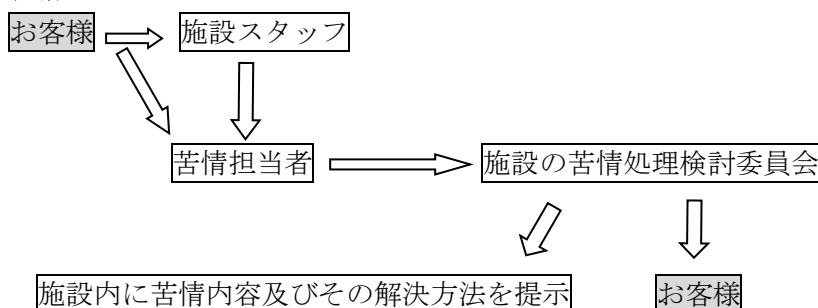 お客様 施設スタッフ
苦情担当者 施設の苦情処理検討委員会
施設内に苦情内容及びその解決方法を提示 お客様